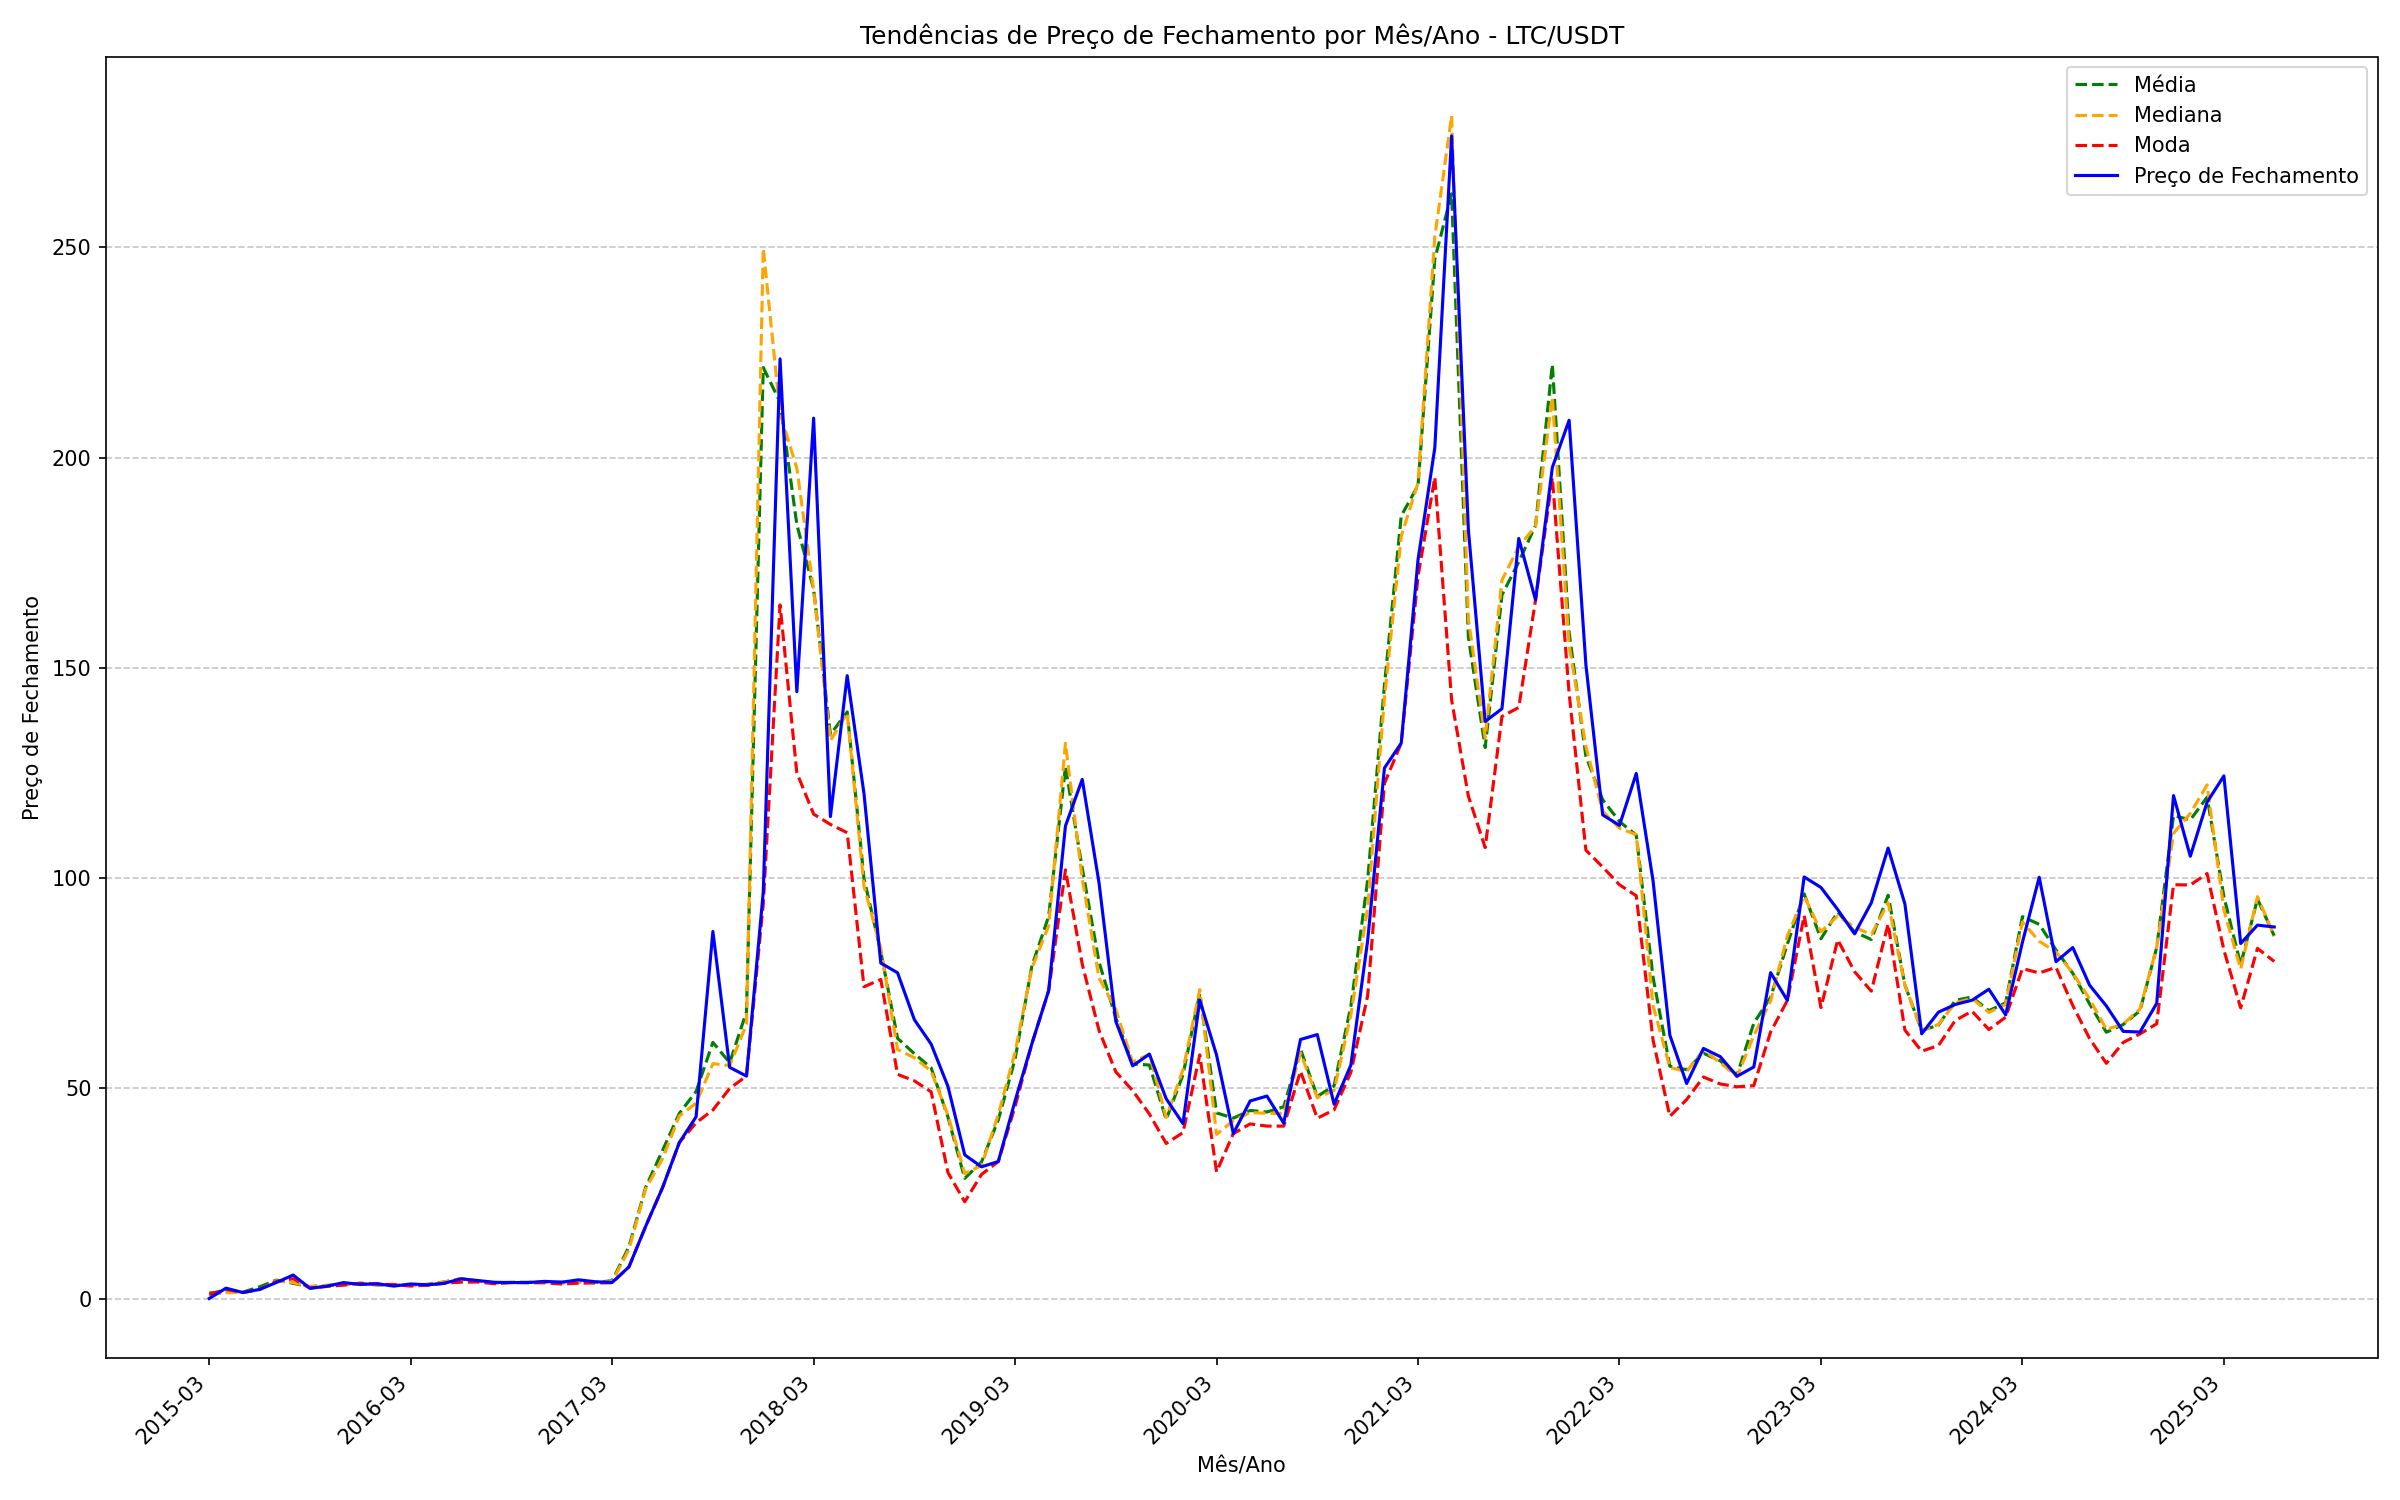 Tendências de Preço de Fechamento por Mês/Ano - LTC/USDT
Média
Mediana
Moda
Preço de Fechamento
Preço de Fechamento
250
200
150
100
50
0
2015-03
2016-03
2017-03
2018-03
2019-03
2020-03
2021-03
2022-03
2023-03
2024-03
2025-03
Mês/Ano